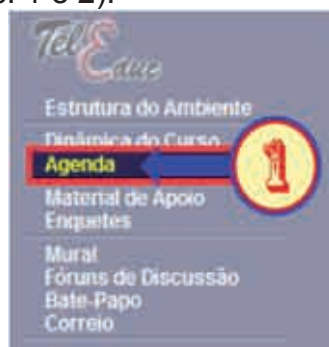 TelEduc
Estrutura do Ambiente
Dinâmica do Curso
Agenda
1
Material de Apoio
Enquetes
Mural
Fóruns de Discussão
Bate-Papo
Correio